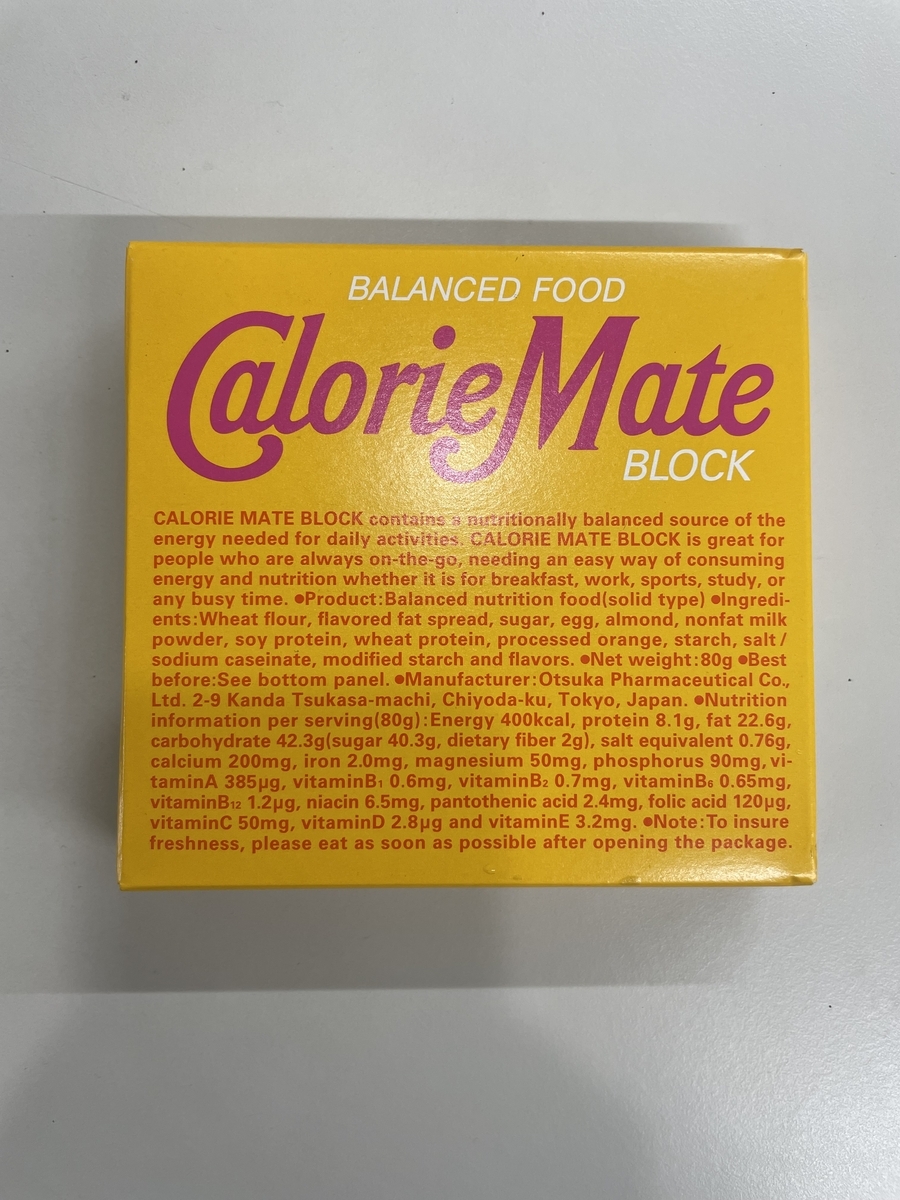 BALANCED FOOD
CalorieMate
BLOCK
CALORIE MATE BLOCK contains a nutritionally balanced source of the
energy needed for daily activities. CALORIE MATE BLOCK is great for
people who are always on-the-go, needing an easy way of consuming
energy and nutrition whether it is for breakfast, work, sports, study, or
any busy time. ●Product:Balanced nutrition food(solid type) ●Ingredi-
ents:Wheat flour, flavored fat spread, sugar, egg, almond, nonfat milk
powder, soy protein, wheat protein, processed orange, starch, salt/
sodium caseinate, modified starch and flavors. ●Net weight:80g ●Best
before:See bottom panel. ●Manufacturer:Otsuka Pharmaceutical Co.,
Ltd. 2-9 Kanda Tsukasa-machi, Chiyoda-ku, Tokyo, Japan. ●Nutrition
information per serving(80g):Energy 400kcal, protein 8.1g, fat 22.6g,
carbohydrate 42.3g(sugar 40.3g, dietary fiber 2g), salt equivalent 0.76g,
calcium 200mg, iron 2.0mg, magnesium 50mg, phosphorus 90mg, vi-
taminA 385μg, vitaminB₁ 0.6mg, vitaminB₂ 0.7mg, vitaminB₆ 0.65mg,
vitaminB₁₂ 1.2μg, niacin 6.5mg, pantothenic acid 2.4mg, folic acid 120μg,
vitaminC 50mg, vitaminD 2.8μg and vitaminE 3.2mg. ●Note:To insure
freshness, please eat as soon as possible after opening the package.